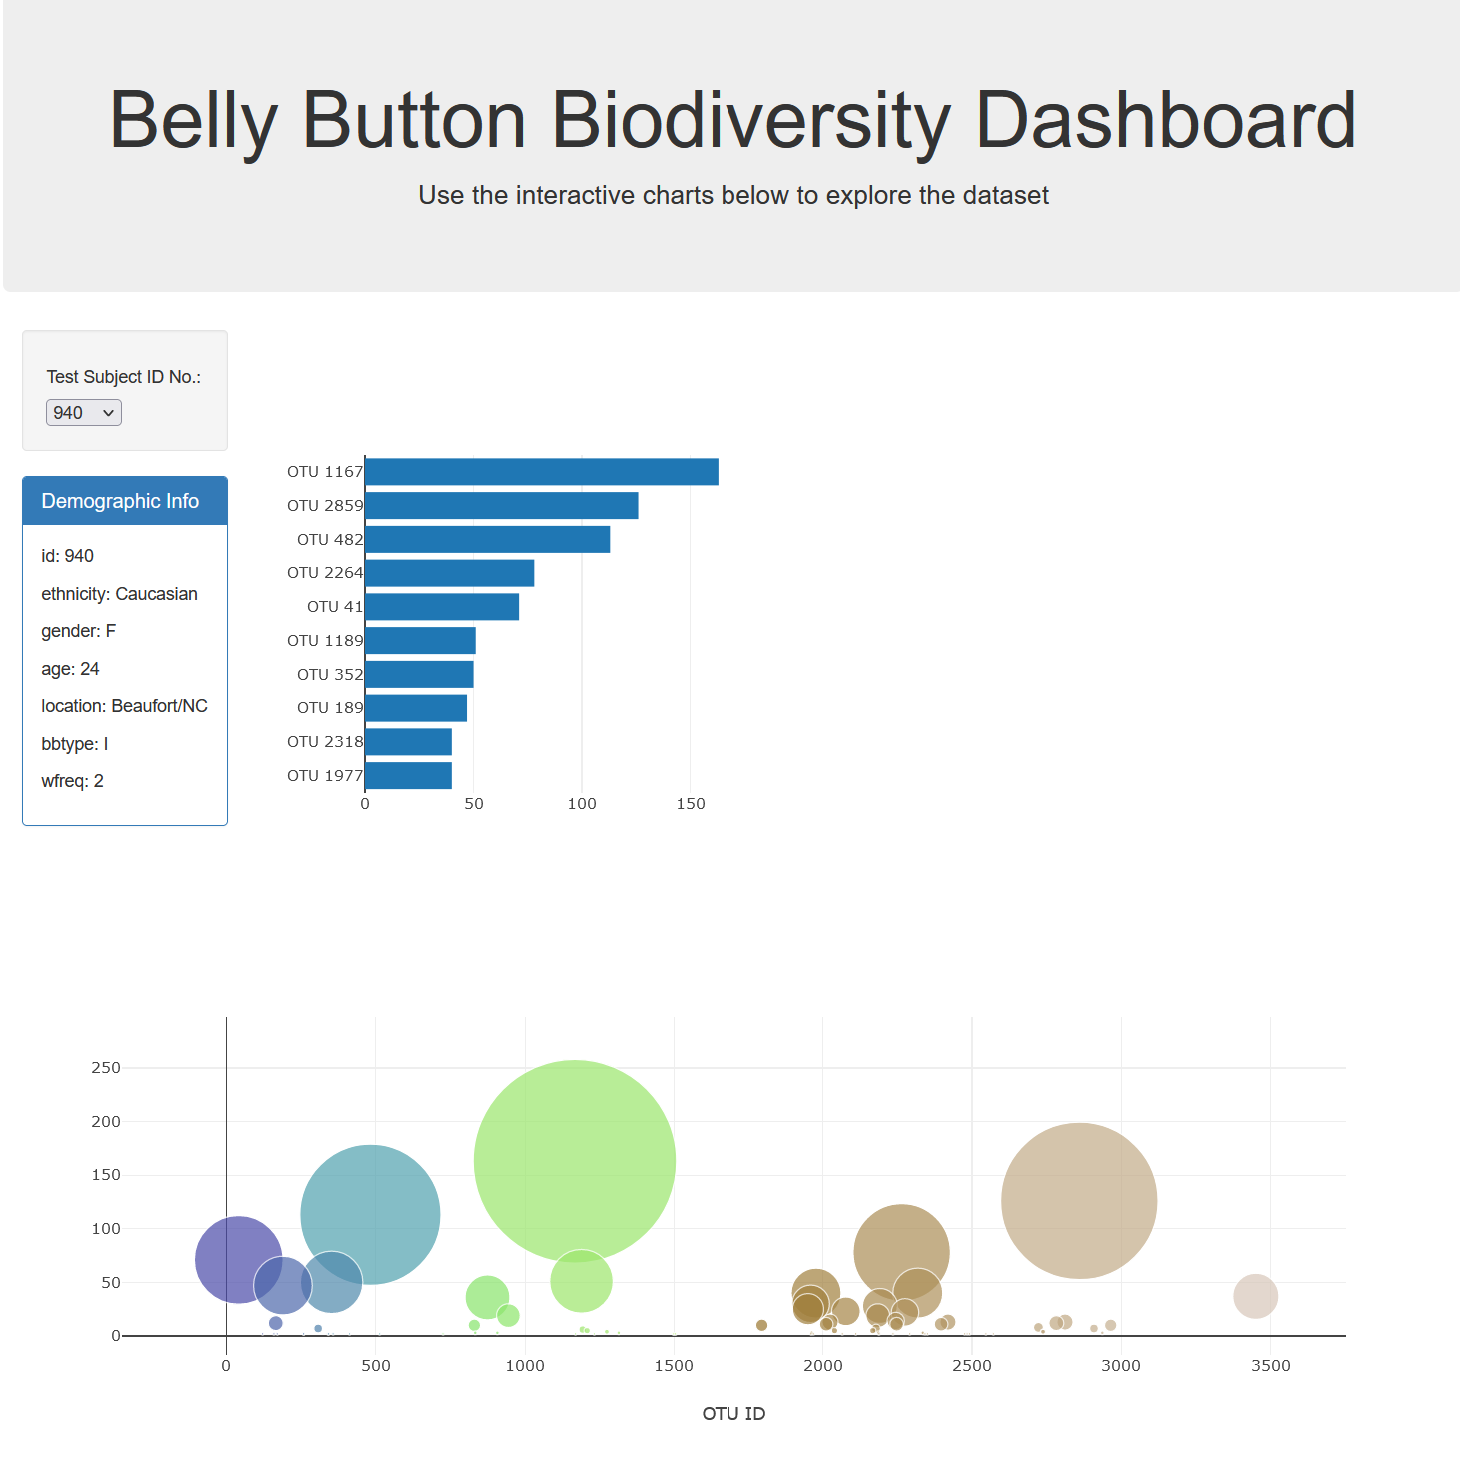 Belly Button Biodiversity Dashboard
Use the interactive charts below to explore the dataset
Test Subject ID No.:
940
Demographic Info
id: 940
ethnicity: Caucasian
gender: F
age: 24
location: Beaufort/NC
bbtype: I
wfreq: 2
OTU 1167
OTU 2859
OTU 482
OTU 2264
OTU 41
OTU 1189
OTU 352
OTU 189
OTU 2318
OTU 1977
0 50 100 150
250
200
150
100
50
0
0 500 1000 1500 2000 2500 3000 3500
OTU ID